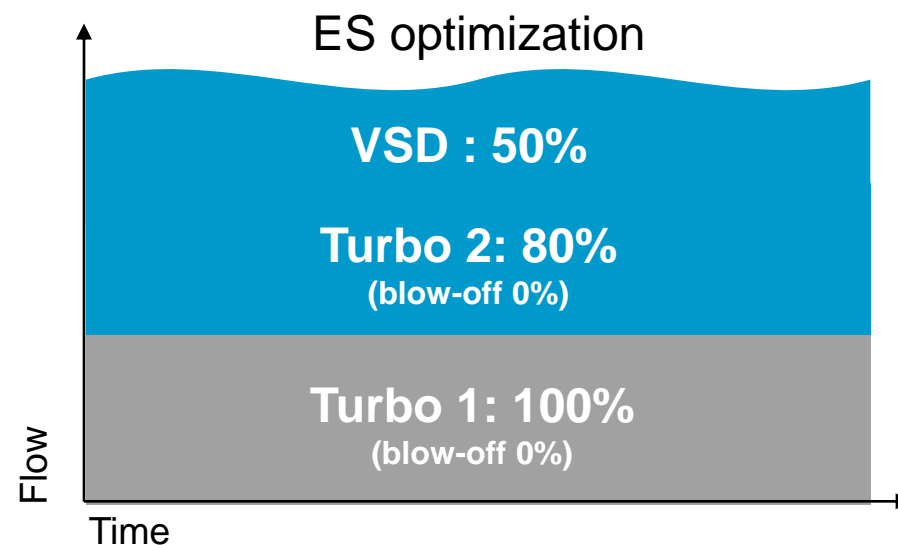 ES optimization
VSD : 50%
Turbo 2: 80%
(blow-off 0%)
Turbo 1: 100%
(blow-off 0%)
Flow
Time